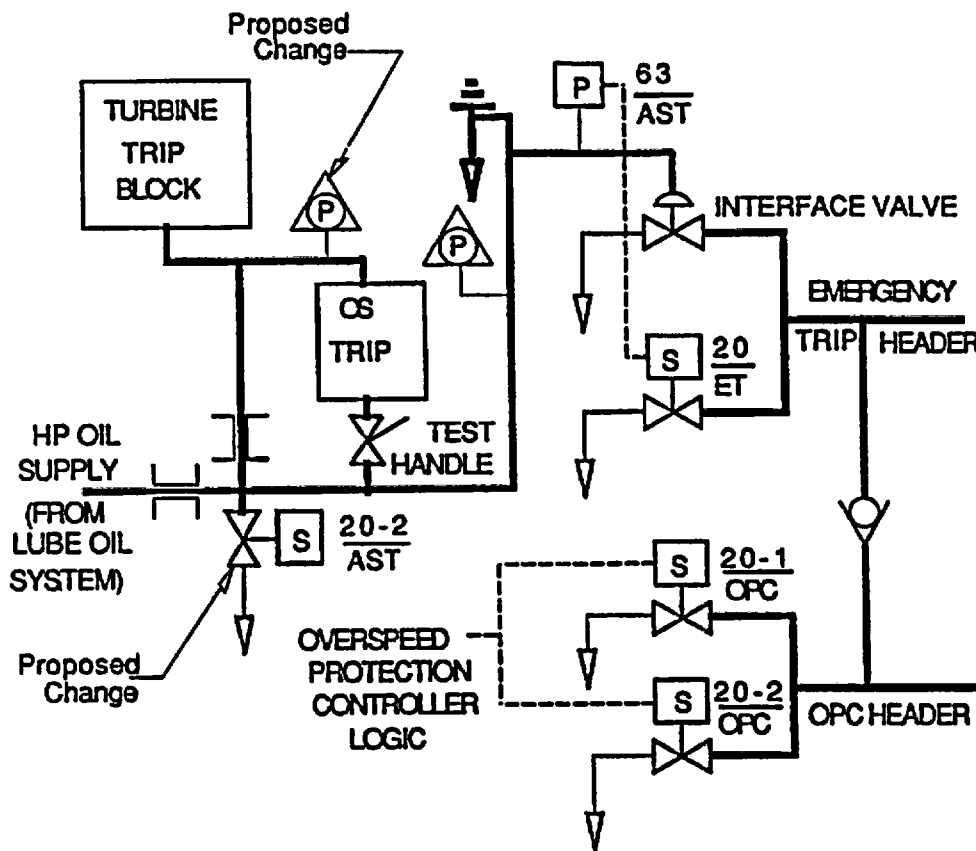 Proposed
Change
TURBINE
TRIP
BLOCK
P
P
OS
TRIP
TEST
HANDLE
HP OIL
SUPPLY
(FROM
LUBE OIL
SYSTEM)
S
20-2
AST
Proposed
Change
P
63
AST
INTERFACE VALVE
EMERGENCY
TRIP HEADER
S
20
ET
S
20-1
OPC
OVERSPEED
PROTECTION
CONTROLLER
LOGIC
S
20-2
OPC
OPC HEADER